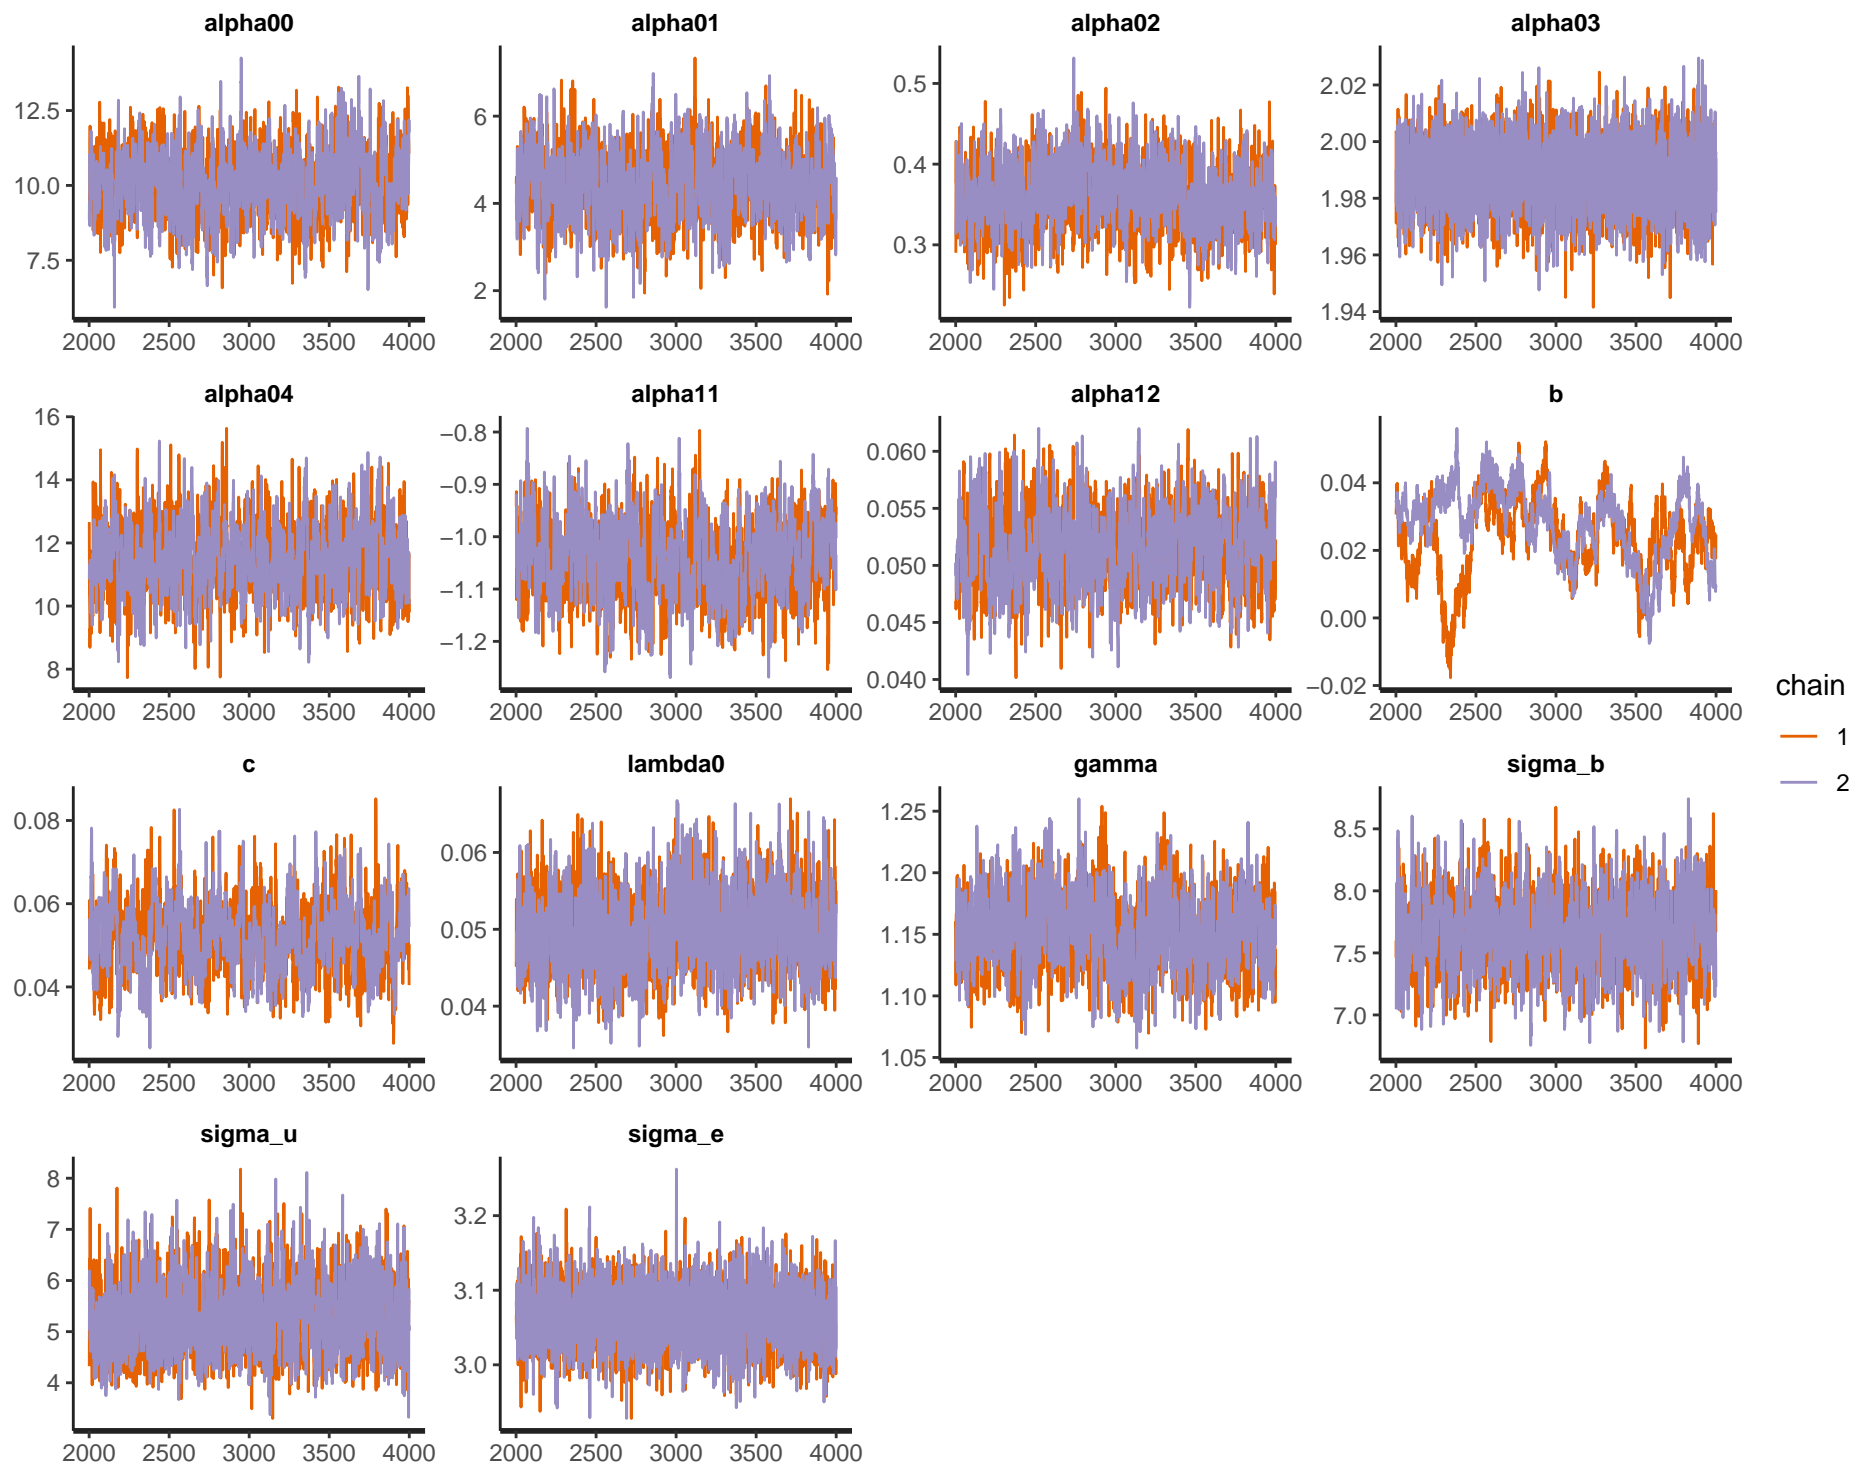 alpha00 alpha01 alpha02 alpha03
12.5 10.0 7.5
6 4 2
0.5 0.4 0.3
2.02 2.00 1.98 1.96 1.94
2000 2500 3000 3500 4000 2000 2500 3000 3500 4000 2000 2500 3000 3500 4000 2000 2500 3000 3500 4000
alpha04 alpha11 alpha12 b
16 14 12 10 8
−0.8 −0.9 −1.0 −1.1 −1.2
0.060 0.055 0.050 0.045 0.040
0.04 0.02 0.00 −0.02
2000 2500 3000 3500 4000 2000 2500 3000 3500 4000 2000 2500 3000 3500 4000 2000 2500 3000 3500 4000
c lambda0 gamma sigma_b
0.08 0.06 0.04
0.06 0.05 0.04
1.25 1.20 1.15 1.10 1.05
8.5 8.0 7.5 7.0
2000 2500 3000 3500 4000 2000 2500 3000 3500 4000 2000 2500 3000 3500 4000 2000 2500 3000 3500 4000
sigma_u sigma_e
8 7 6 5 4
3.2 3.1 3.0
2000 2500 3000 3500 4000 2000 2500 3000 3500 4000
chain
1
2